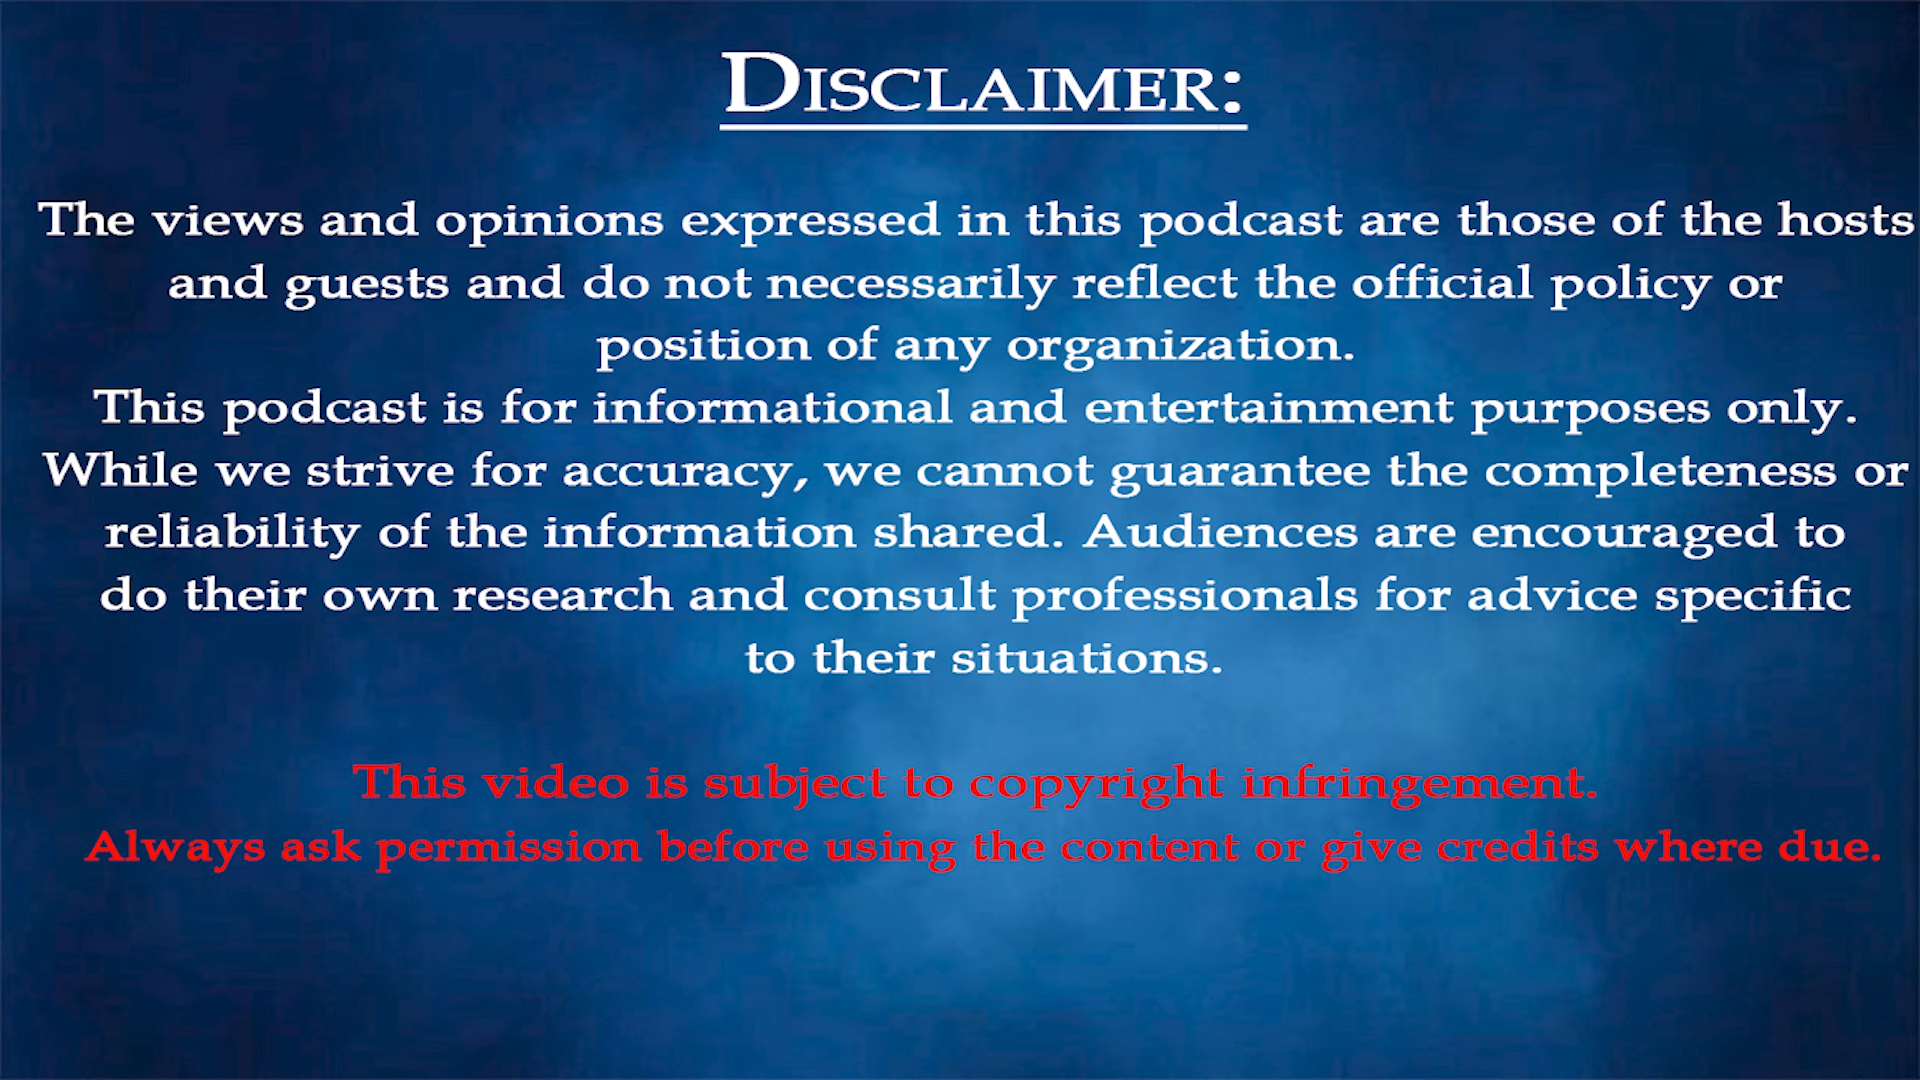 DISCLAIMER:
The views and opinions expressed in this podcast are those of the hosts
and guests and do not necessarily reflect the official policy or
position of any organization.
This podcast is for informational and entertainment purposes only.
While we strive for accuracy, we cannot guarantee the completeness or
reliability of the information shared. Audiences are encouraged to
do their own research and consult professionals for advice specific
to their situations.
This video is subject to copyright infringement.
Always ask permission before using the content or give credits where due.